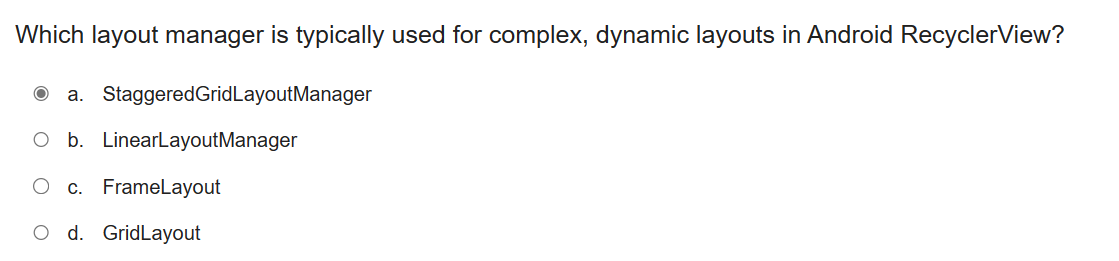 Which layout manager is typically used for complex, dynamic layouts in Android RecyclerView?
a. StaggeredGridLayoutManager
b. LinearLayoutManager
c. FrameLayout
d. GridLayout